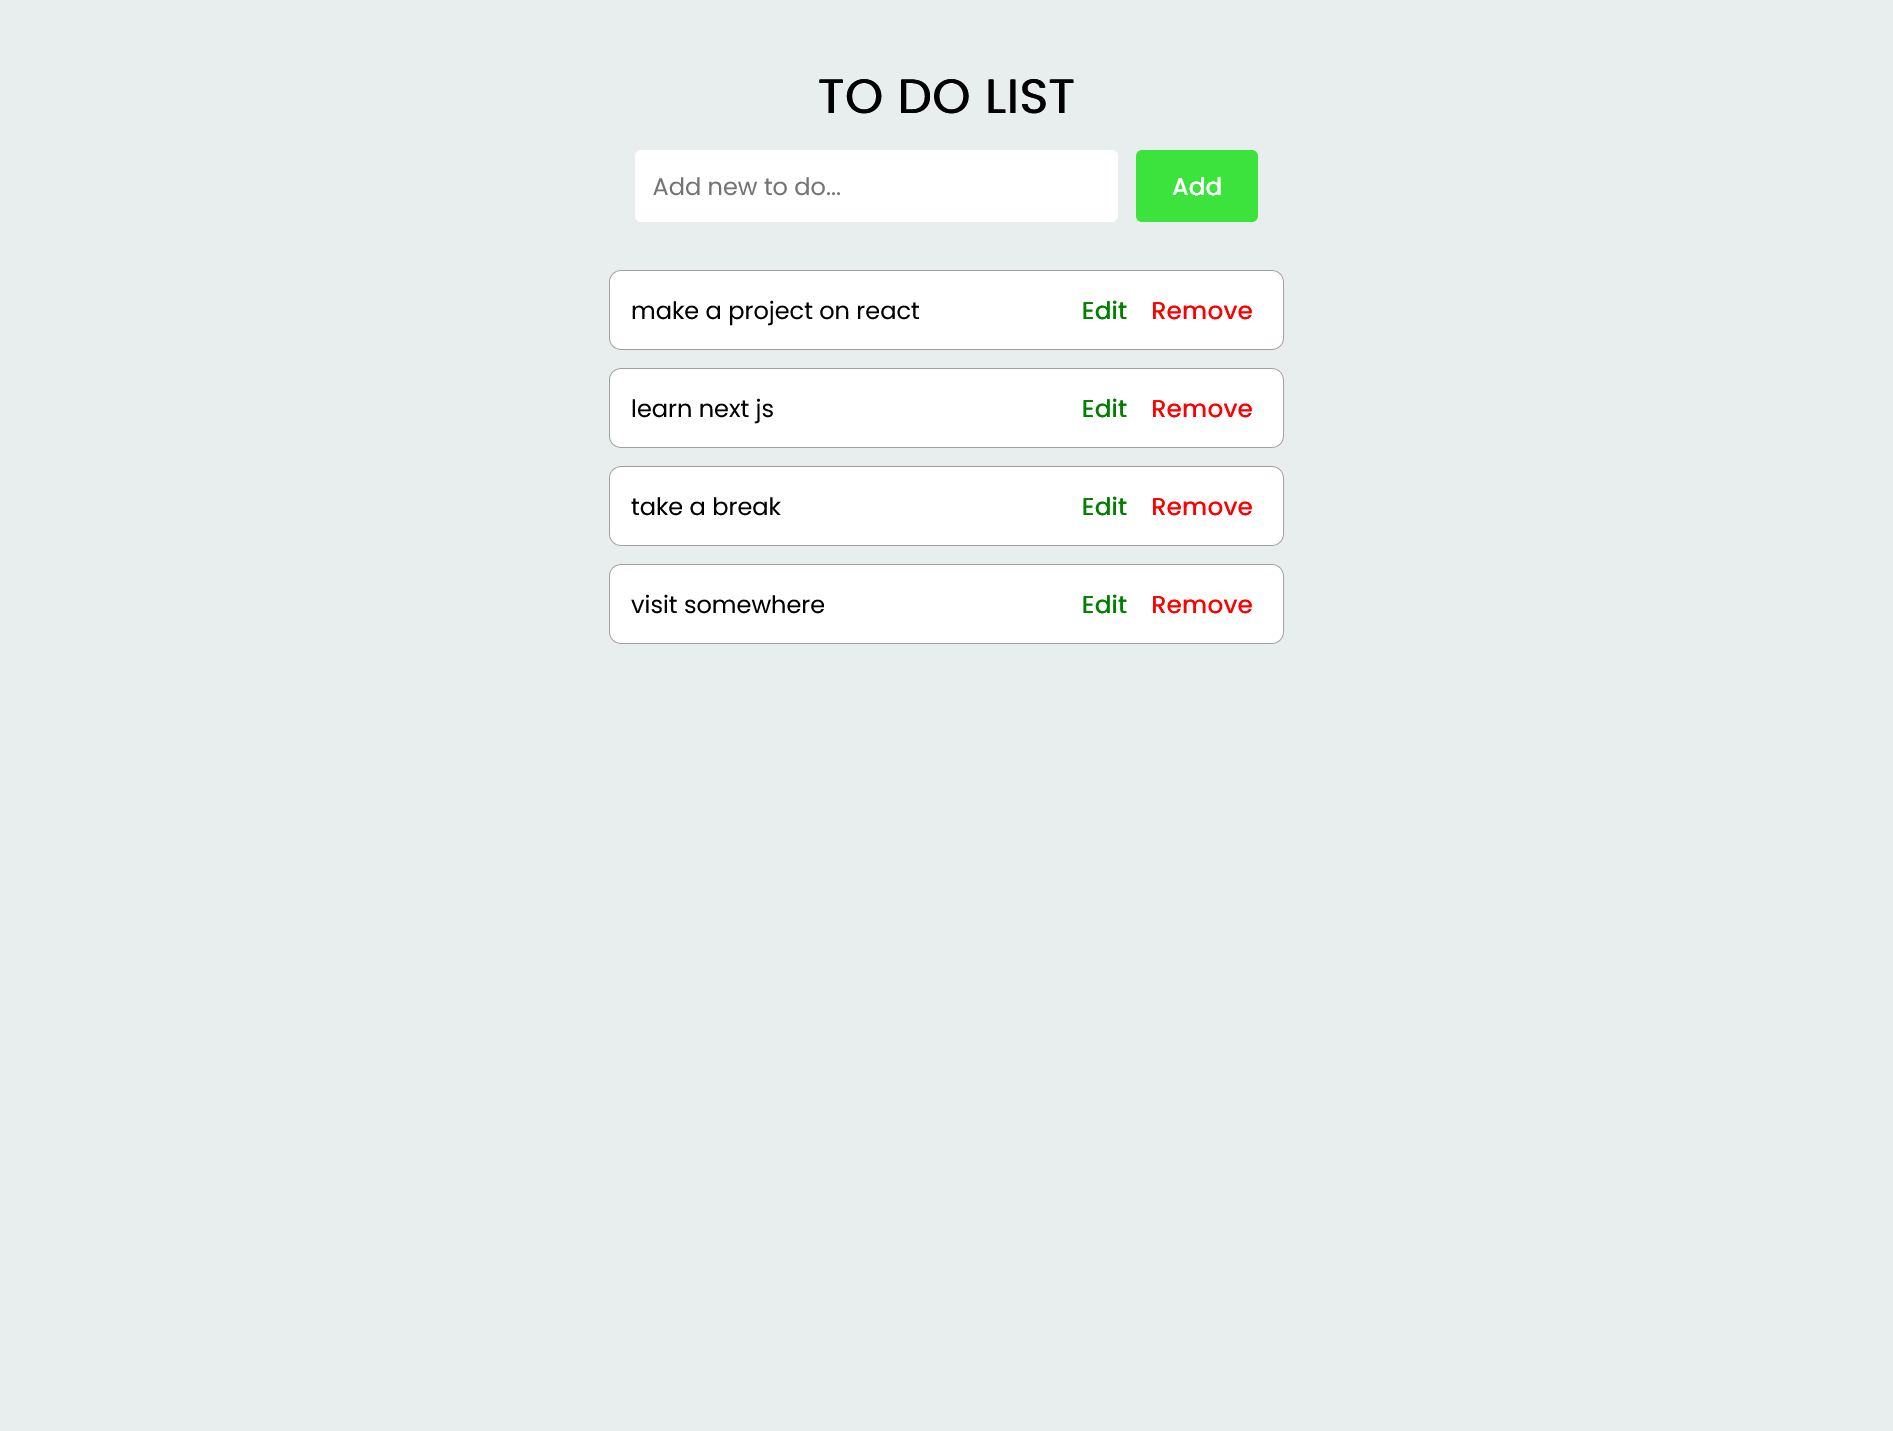 TO DO LIST
Add new to do...
Add
make a project on react Edit Remove
learn next js Edit Remove
take a break Edit Remove
visit somewhere Edit Remove